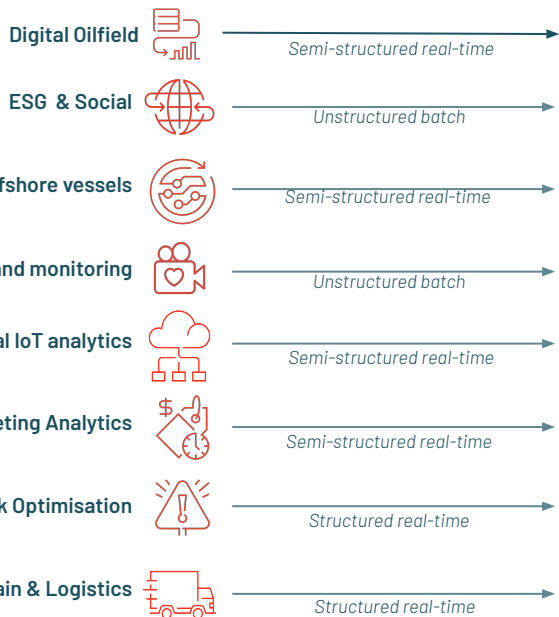 Digital Oilfield
Semi-structured real-time
ESG & Social
Unstructured batch
fshore vessels
Semi-structured real-time
and monitoring
Unstructured batch
al IoT analytics
Semi-structured real-time
$
eting Analytics
Semi-structured real-time
k Optimisation
Structured real-time
ain & Logistics
Structured real-time